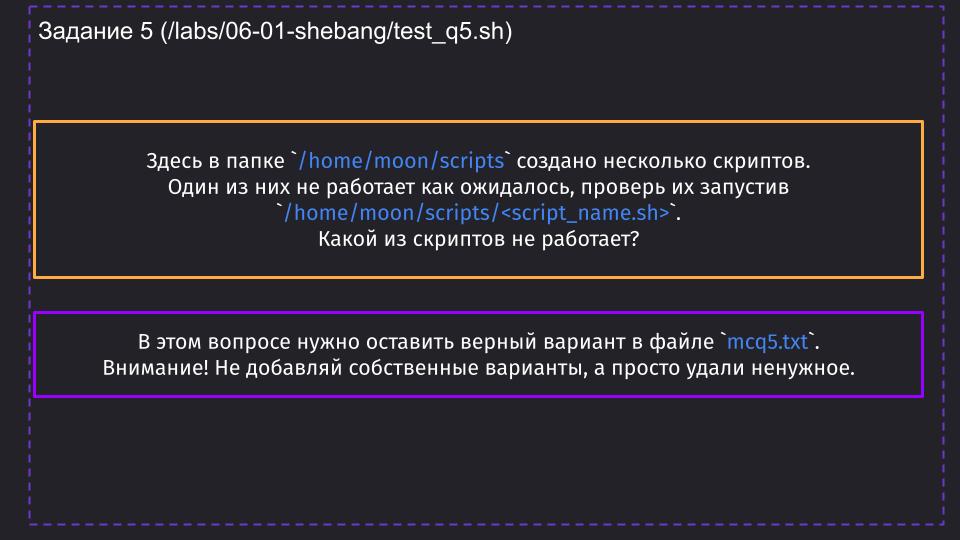 Задание 5 (/labs/06-01-shebang/test_q5.sh)
Здесь в папке `/home/moon/scripts` создано несколько скриптов.
Один из них не работает как ожидалось, проверь их запустив
`/home/moon/scripts/<script_name.sh>`.
Какой из скриптов не работает?
В этом вопросе нужно оставить верный вариант в файле `mcq5.txt`.
Внимание! Не добавляй собственные варианты, а просто удали ненужное.